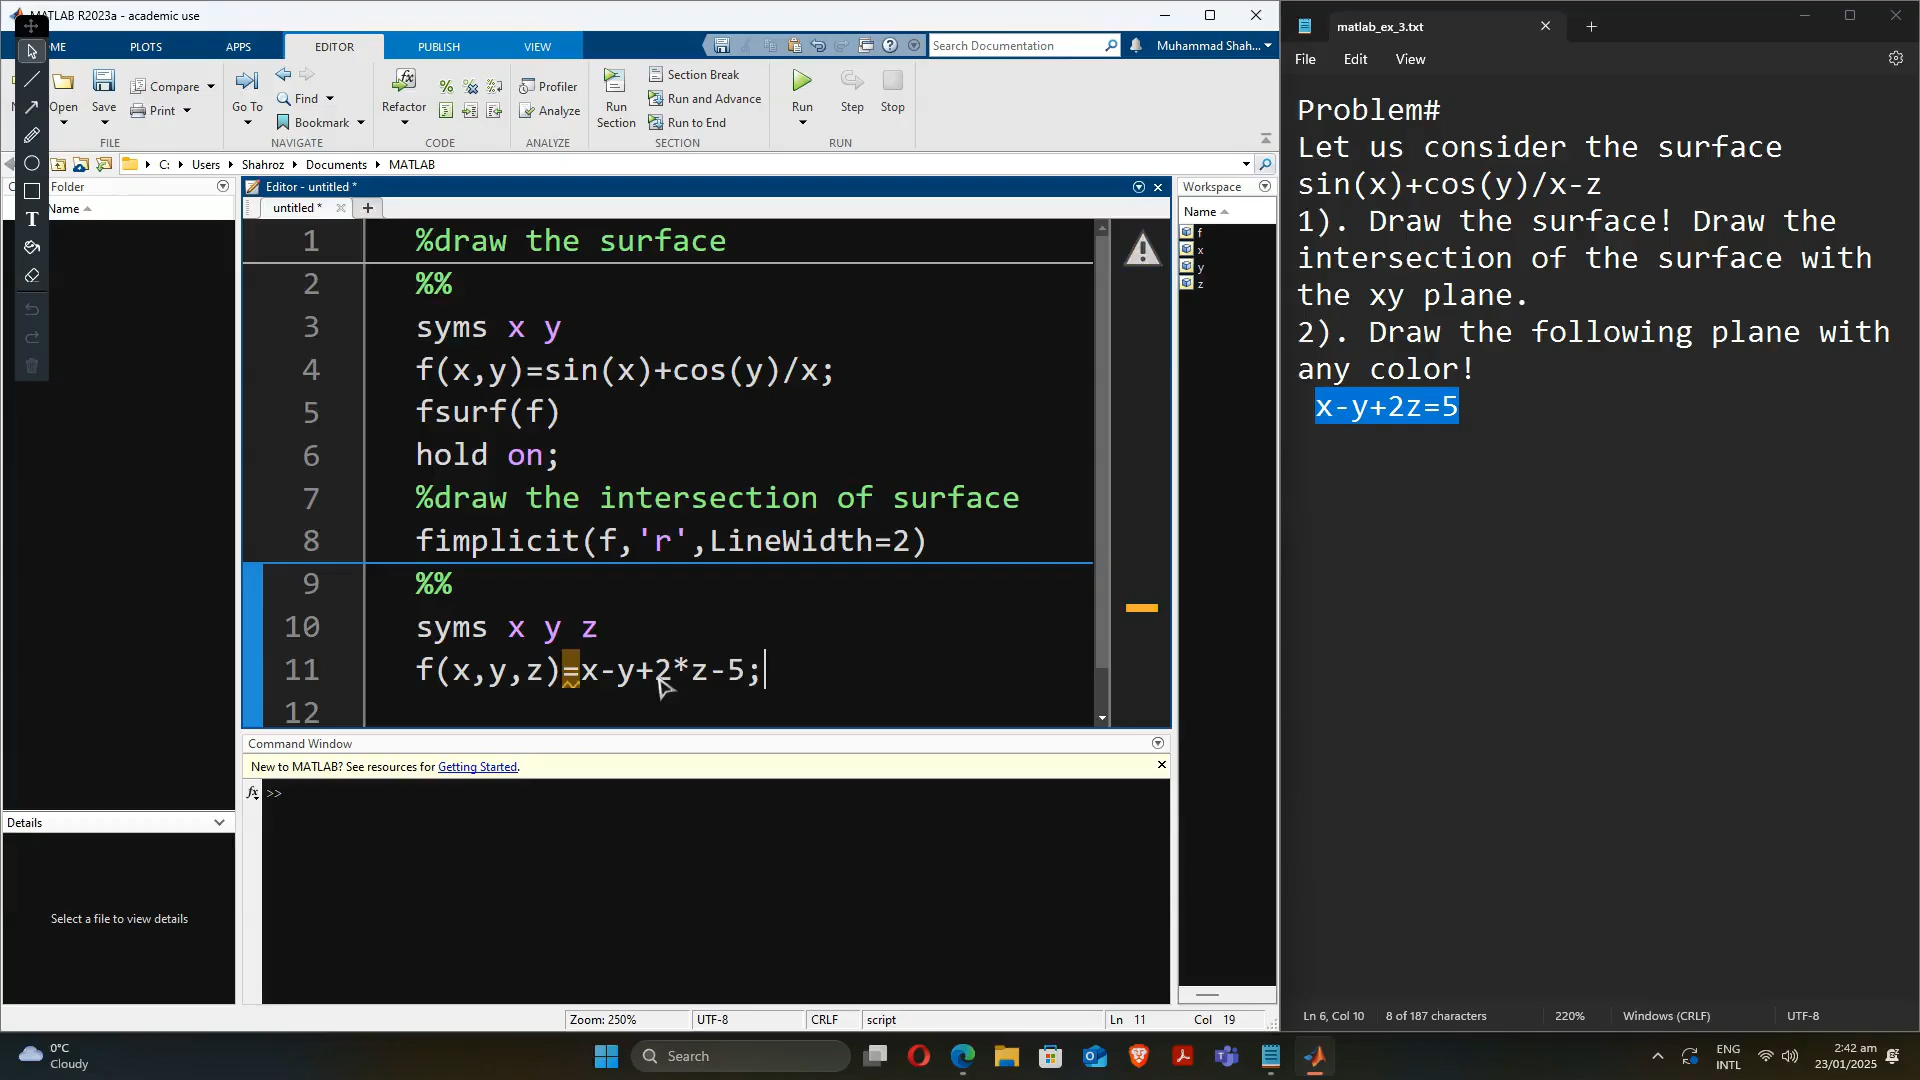 MATLAB R2023a - academic use
ME PLOTS APPS EDITOR PUBLISH VIEW
Search Documentation
Muhammad Shah...
Open Save Compare Print
Go To Find Bookmark
Refactor
Profiler Analyze
Run Section
Section Break
Run and Advance
Run to End
Run Step Stop
FILE NAVIGATE CODE ANALYZE SECTION RUN
C: Users Shahroz Documents MATLAB
Folder
Name
Editor - untitled *
untitled *
1 %draw the surface
2 %%
3 syms x y
4 f(x,y)=sin(x)+cos(y)/x;
5 fsurf(f)
6 hold on;
7 %draw the intersection of surface
8 fimplicit(f,'r',LineWidth=2)
9 %%
10 syms x y z
11 f(x,y,z)=x-y+2*z-5;
12
Workspace
Name
f
x
y
z
Command Window
New to MATLAB? See resources for Getting Started.
fx >>
Details
Select a file to view details
Zoom: 250% UTF-8 CRLF script Ln 11 Col 19
matlab_ex_3.txt
File Edit View
Problem#
Let us consider the surface
sin(x)+cos(y)/x-z
1). Draw the surface! Draw the
intersection of the surface with
the xy plane.
2). Draw the following plane with
any color!
x-y+2z=5
Ln 6, Col 10 8 of 187 characters 220% Windows (CRLF) UTF-8
0°C
Cloudy
Search
ENG
INTL
2:42 am
23/01/2025